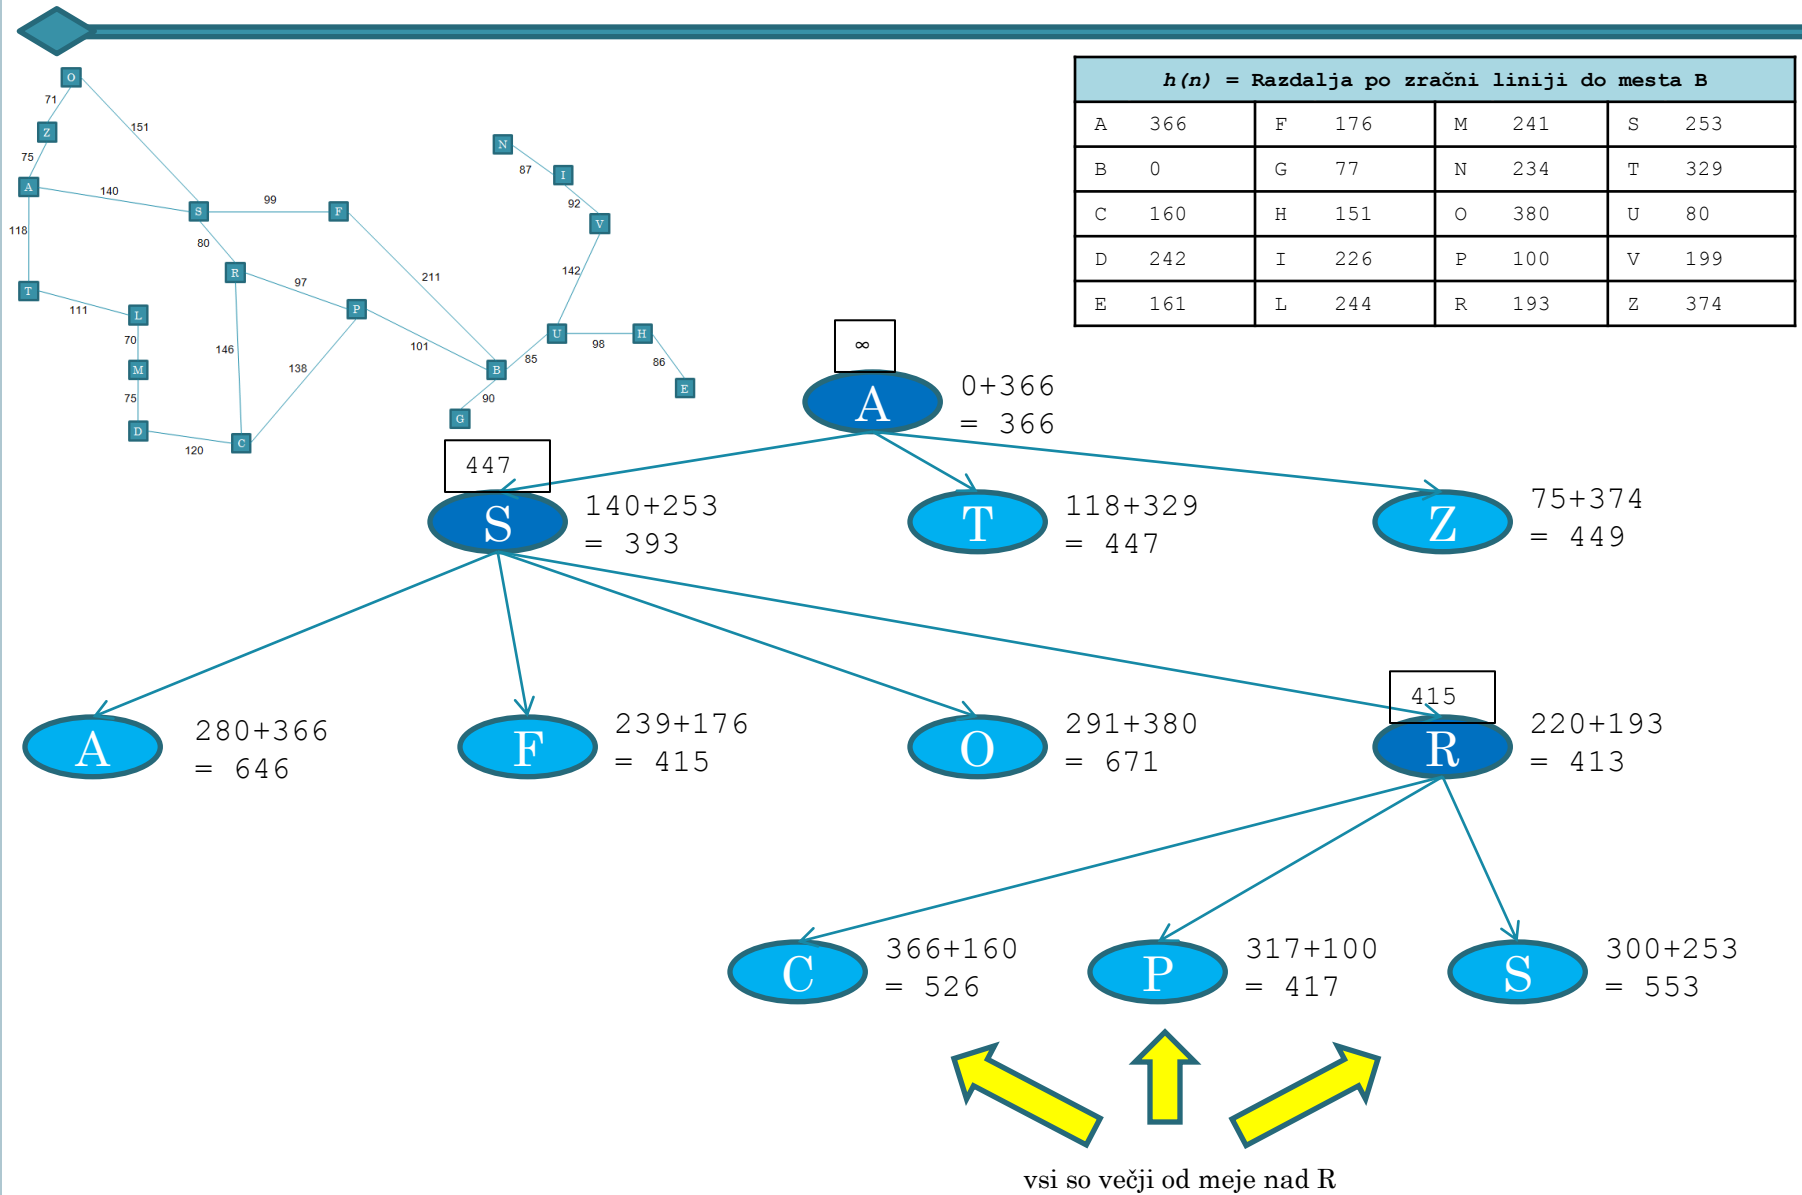 h(n) = Razdalja po zračni liniji do mesta B
A 366 F 176 M 241 S 253
B 0 G 77 N 234 T 329
C 160 H 151 O 380 U 80
D 242 I 226 P 100 V 199
E 161 L 244 R 193 Z 374
O
71
Z
151
75
A
140
S
99
F
118
80
R
97
T
111
L
P
211
70
146
138
101
M
75
D
120
C
N
87
I
92
V
142
U
98
H
86
E
85
B
90
G
∞
A
0+366
= 366
447
S
140+253
= 393
T
118+329
= 447
Z
75+374
= 449
A
280+366
= 646
F
239+176
= 415
O
291+380
= 671
415
R
220+193
= 413
C
366+160
= 526
P
317+100
= 417
S
300+253
= 553
vsi so večji od meje nad R